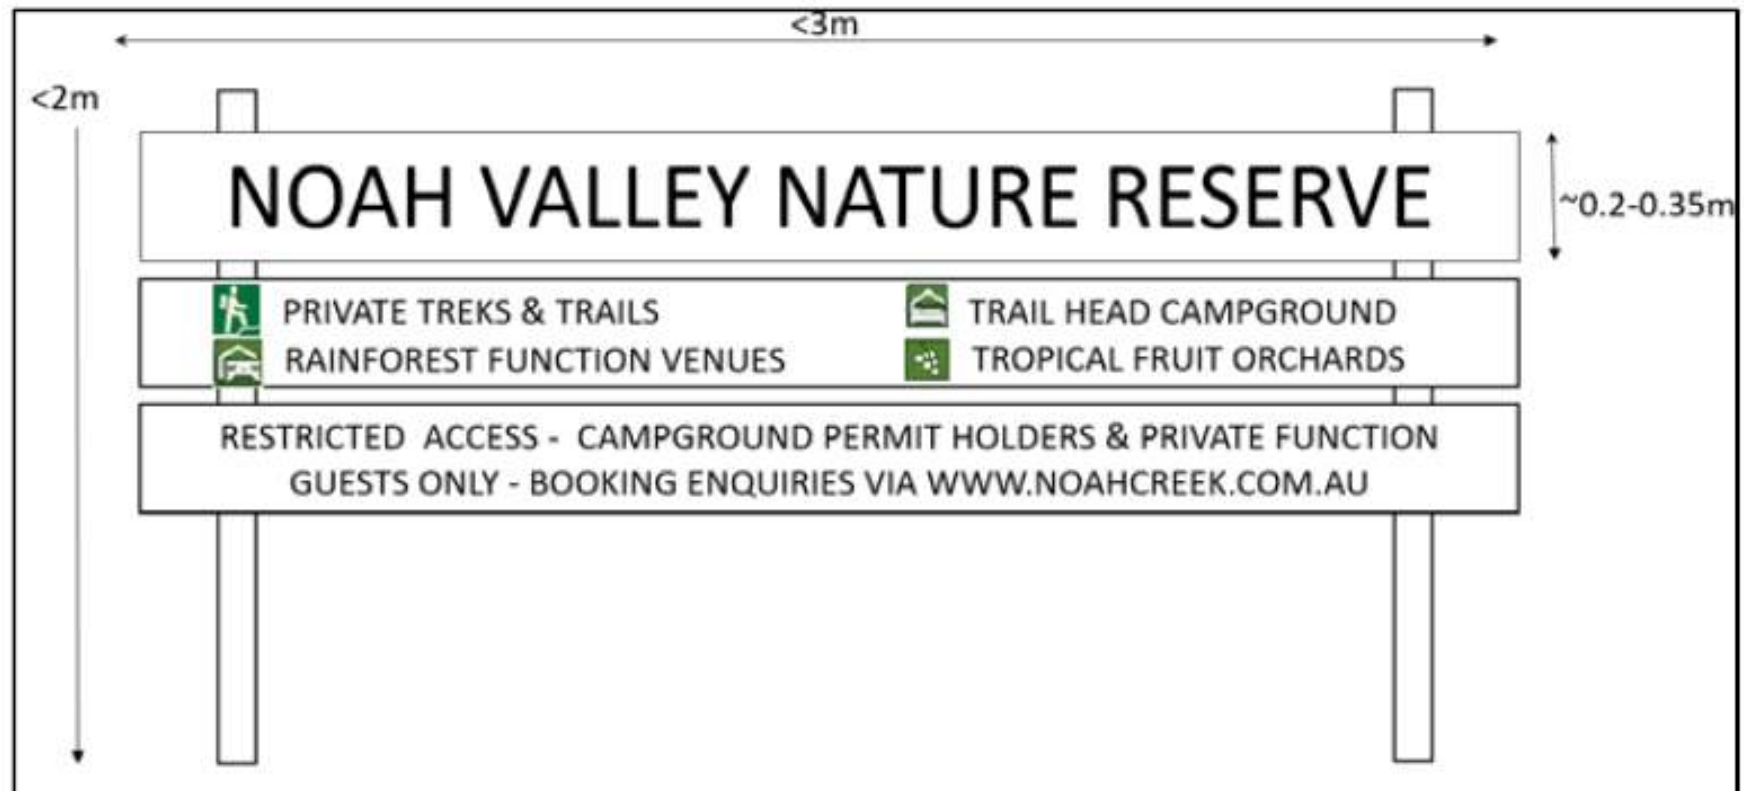 <3m
<2m
NOAH VALLEY NATURE RESERVE
~0.2-0.35m
PRIVATE TREKS & TRAILS
TRAIL HEAD CAMPGROUND
RAINFOREST FUNCTION VENUES
TROPICAL FRUIT ORCHARDS
RESTRICTED ACCESS - CAMPGROUND PERMIT HOLDERS & PRIVATE FUNCTION
GUESTS ONLY - BOOKING ENQUIRIES VIA WWW.NOAHCREEK.COM.AU